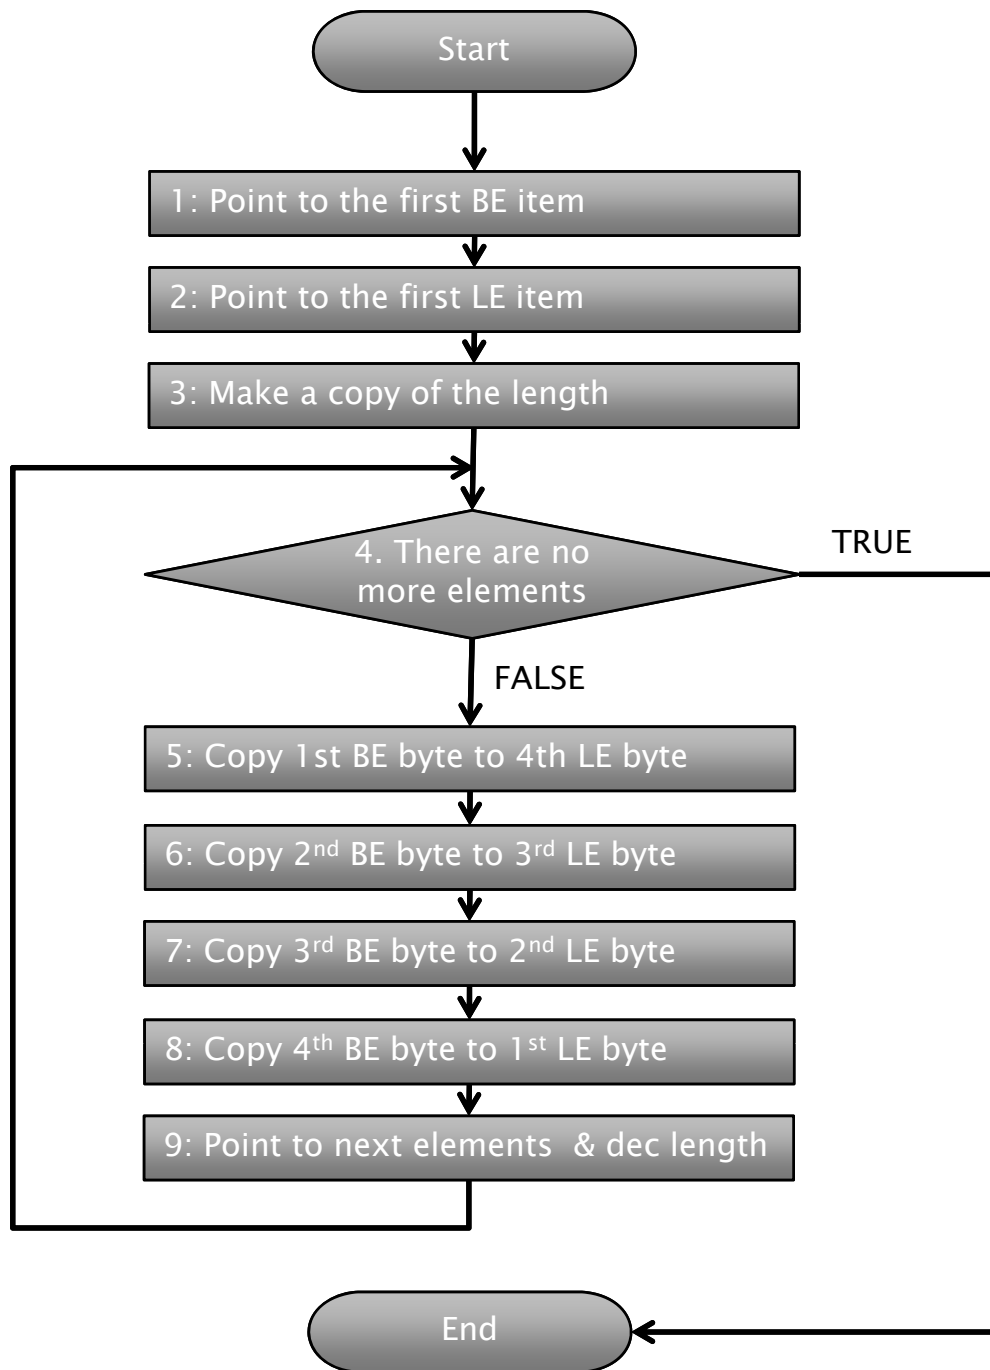 Start
1: Point to the first BE item
2: Point to the first LE item
3: Make a copy of the length
4. There are no
more elements
TRUE
FALSE
5: Copy 1st BE byte to 4th LE byte
6: Copy 2nd BE byte to 3rd LE byte
7: Copy 3rd BE byte to 2nd LE byte
8: Copy 4th BE byte to 1st LE byte
9: Point to next elements & dec length
End